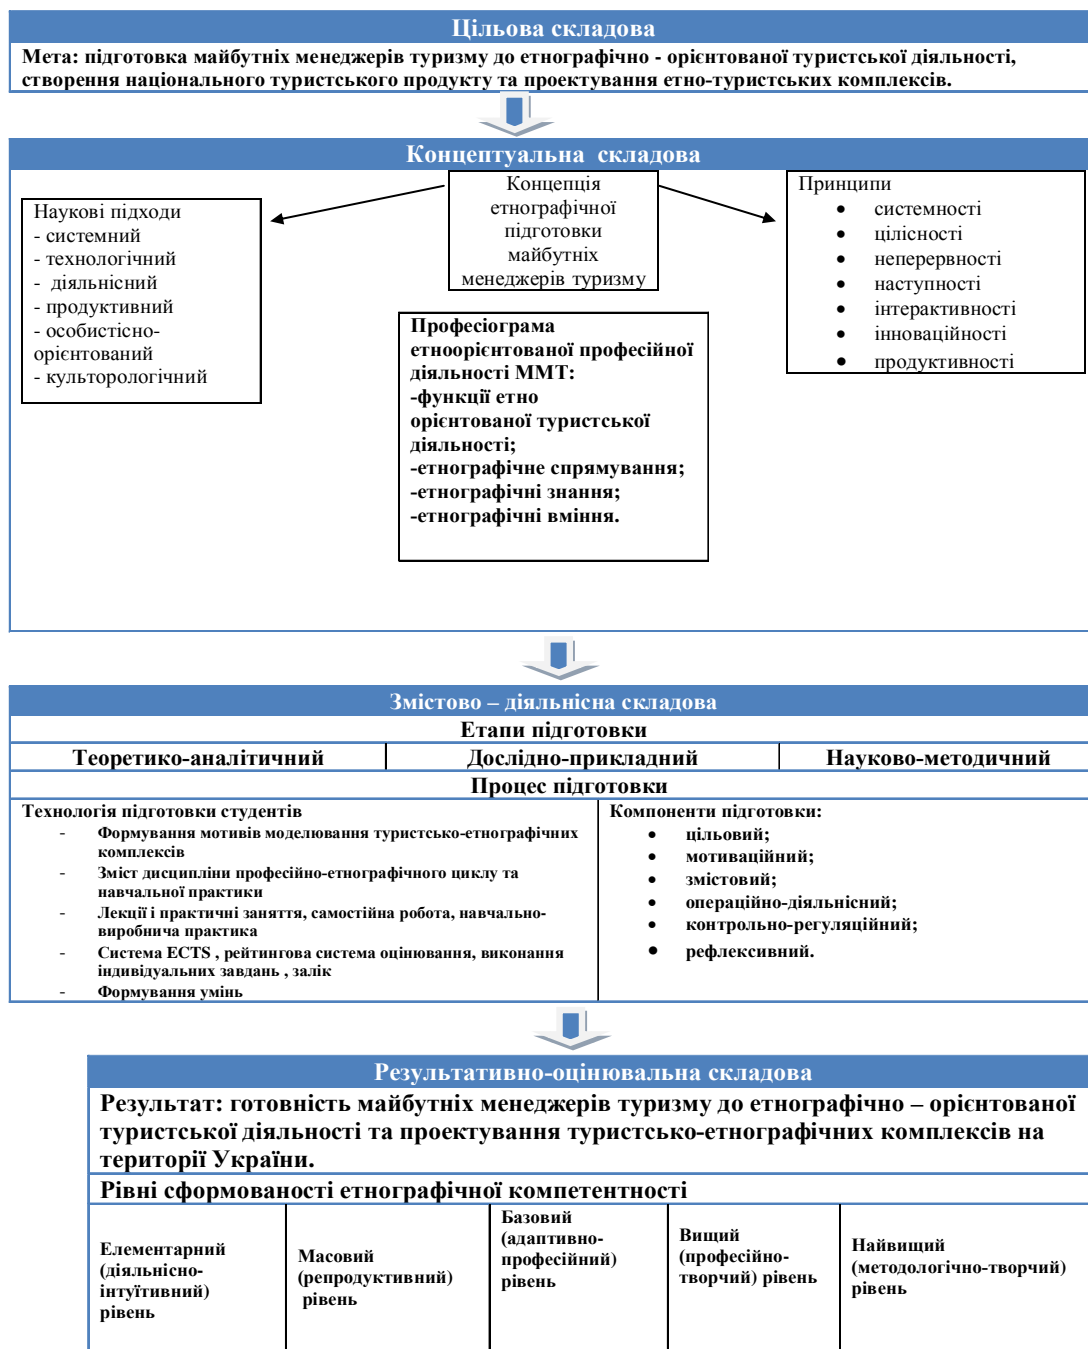 Цільова складова
Мета: підготовка майбутніх менеджерів туризму до етнографічно - орієнтованої туристської діяльності,
створення національного туристського продукту та проектування етно-туристських комплексів.
Концептуальна складова
Наукові підходи
- системний
- технологічний
- діяльнісний
- продуктивний
- особистісно-
орієнтований
- культорологічний
Концепція
етнографічної
підготовки
майбутніх
менеджерів туризму
Принципи
• системності
• цілісності
• неперервності
• наступності
• інтерактивності
• інноваційності
• продуктивності
Професіограма
етноорієнтованої професійної
діяльності ММТ:
-функції етно
орієнтованої туристської
діяльності;
-етнографічне спрямування;
-етнографічні знання;
-етнографічні вміння.
Змістово – діяльнісна складова
Етапи підготовки
Теоретико-аналітичний Дослідно-прикладний Науково-методичний
Процес підготовки
Технологія підготовки студентів
- Формування мотивів моделювання туристсько-етнографічних
комплексів
- Зміст дисципліни професійно-етнографічного циклу та
навчальної практики
- Лекції і практичні заняття, самостійна робота, навчально-
виробнича практика
- Система ECTS , рейтингова система оцінювання, виконання
індивідуальних завдань , залік
- Формування умінь
Компоненти підготовки:
• цільовий;
• мотиваційний;
• змістовий;
• операційно-діяльнісний;
• контрольно-регуляційний;
• рефлексивний.
Результативно-оцінювальна складова
Результат: готовність майбутніх менеджерів туризму до етнографічно – орієнтованої
туристської діяльності та проектування туристсько-етнографічних комплексів на
території України.
Рівні сформованості етнографічної компетентності
Елементарний
(діяльнісно-
інтуїтивний)
рівень
Масовий
(репродуктивний)
рівень
Базовий
(адаптивно-
професійний)
рівень
Вищий
(професійно-
творчий) рівень
Найвищий
(методологічно-творчий)
рівень